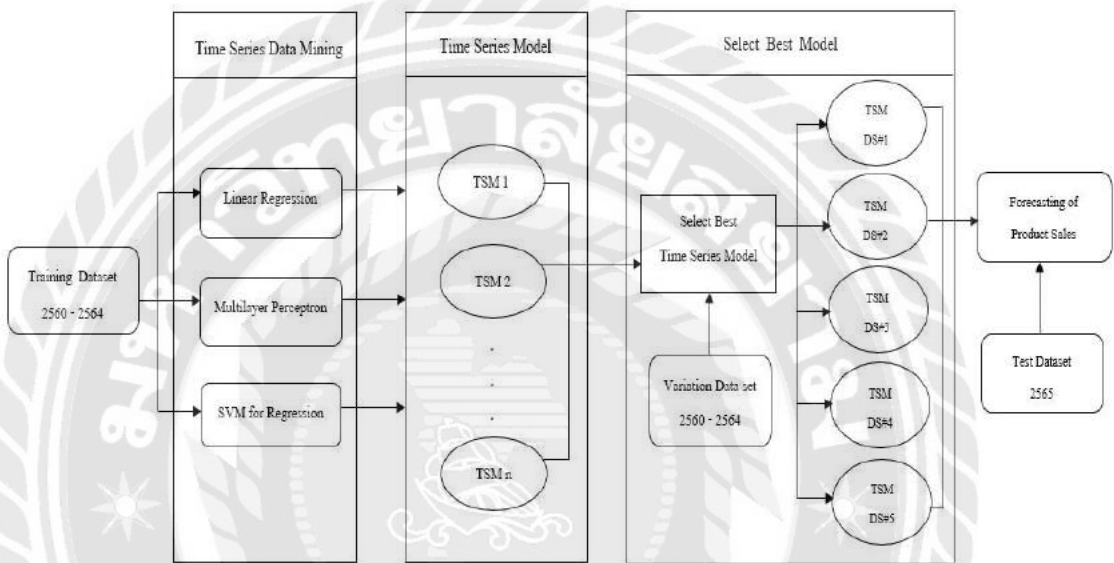 Time Series Data Mining
Time Series Model
Select Best Model
Training Dataset
2560 - 2564
Linear Regression
Multilayer Perceptron
SVM for Regression
TSM 1
TSM 2
.
.
.
TSM n
Select Best
Time Series Model
Variation Data set
2560 - 2564
TSM
DS#1
TSM
DS#2
TSM
DS#3
TSM
DS#4
TSM
DS#5
Forecasting of
Product Sales
Test Dataset
2565